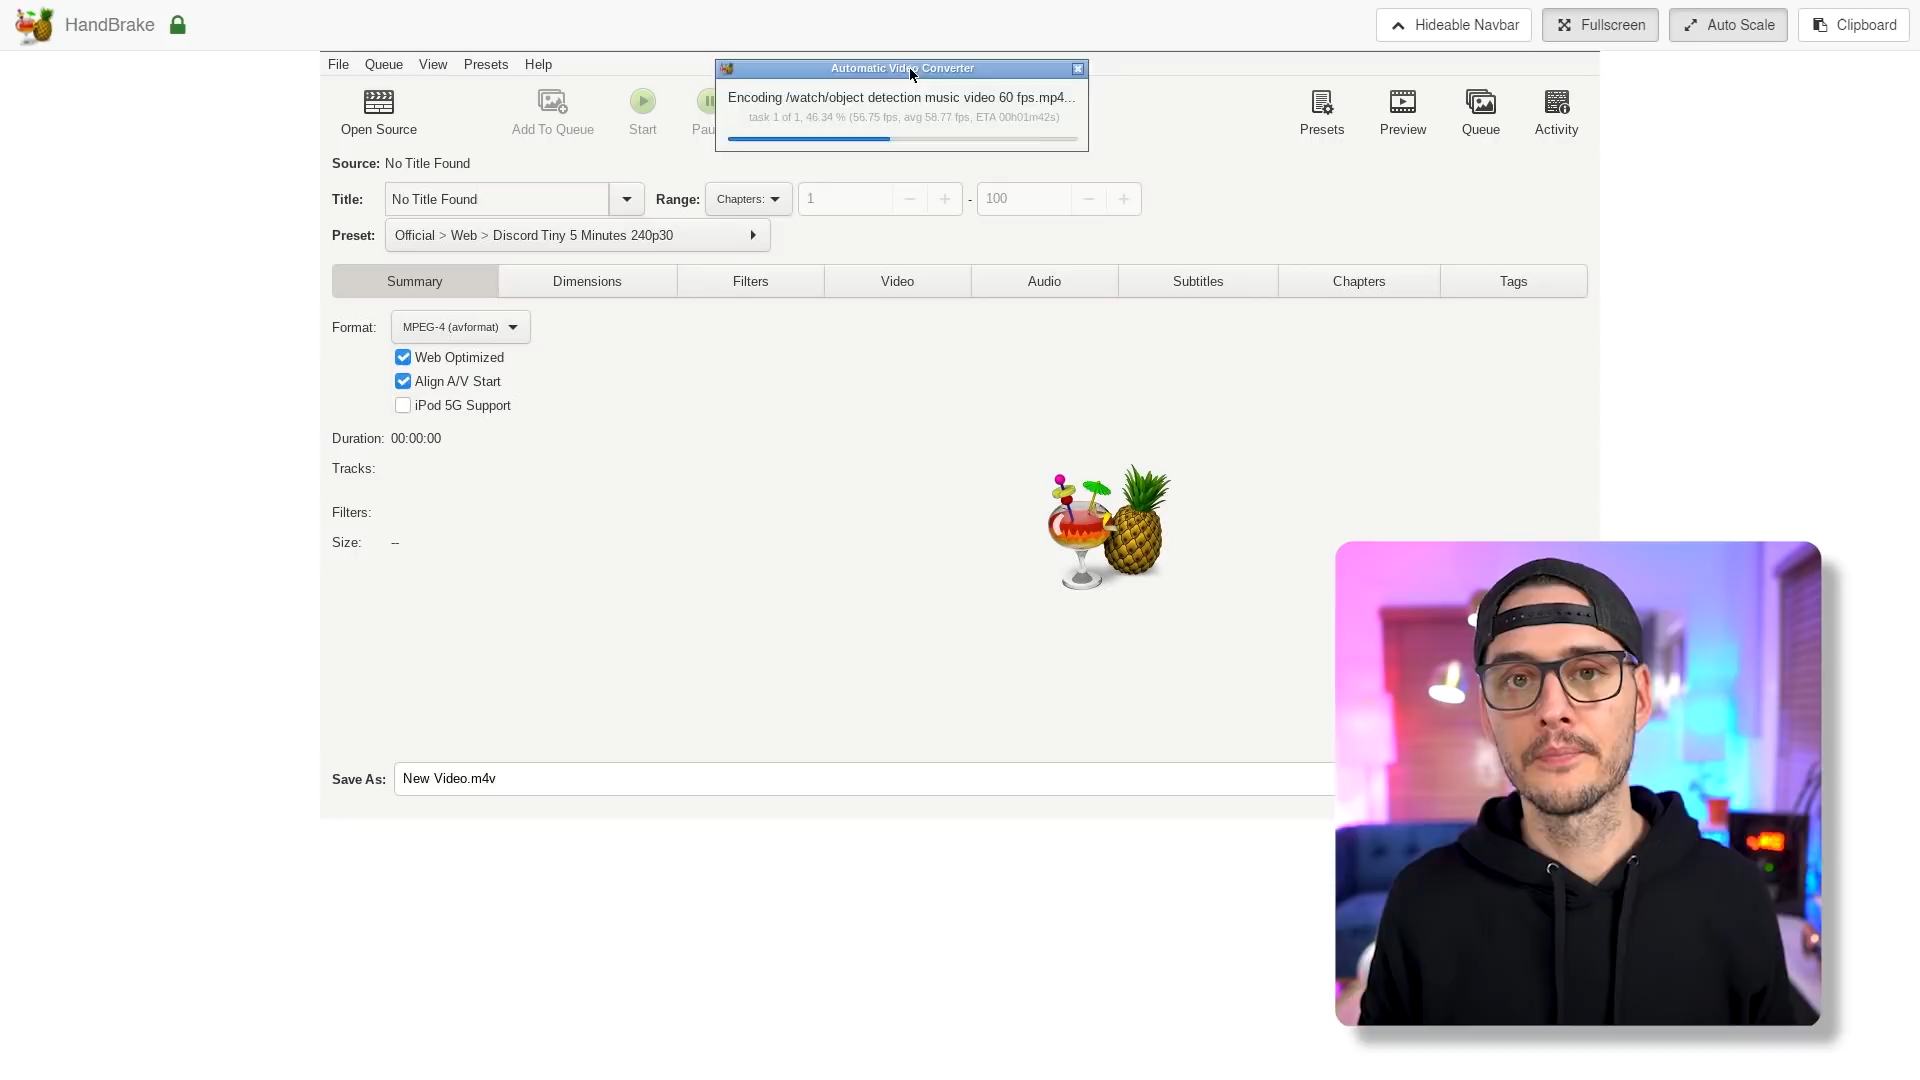 HandBrake
Hideable Navbar
Fullscreen
Auto Scale
Clipboard
File Queue View Presets Help
Automatic Video Converter
Encoding /watch/object detection music video 60 fps.mp4...
task 1 of 1, 46.34 % (56.75 fps, avg 58.77 fps, ETA 00h01m42s)
Open Source
Add To Queue
Start
Pau
Presets
Preview
Queue
Activity
Source: No Title Found
Title: No Title Found
Range: Chapters: 1 - 100
Preset: Official > Web > Discord Tiny 5 Minutes 240p30
Summary Dimensions Filters Video Audio Subtitles Chapters Tags
Format: MPEG-4 (avformat)
Web Optimized
Align A/V Start
iPod 5G Support
Duration: 00:00:00
Tracks:
Filters:
Size: --
Save As: New Video.m4v